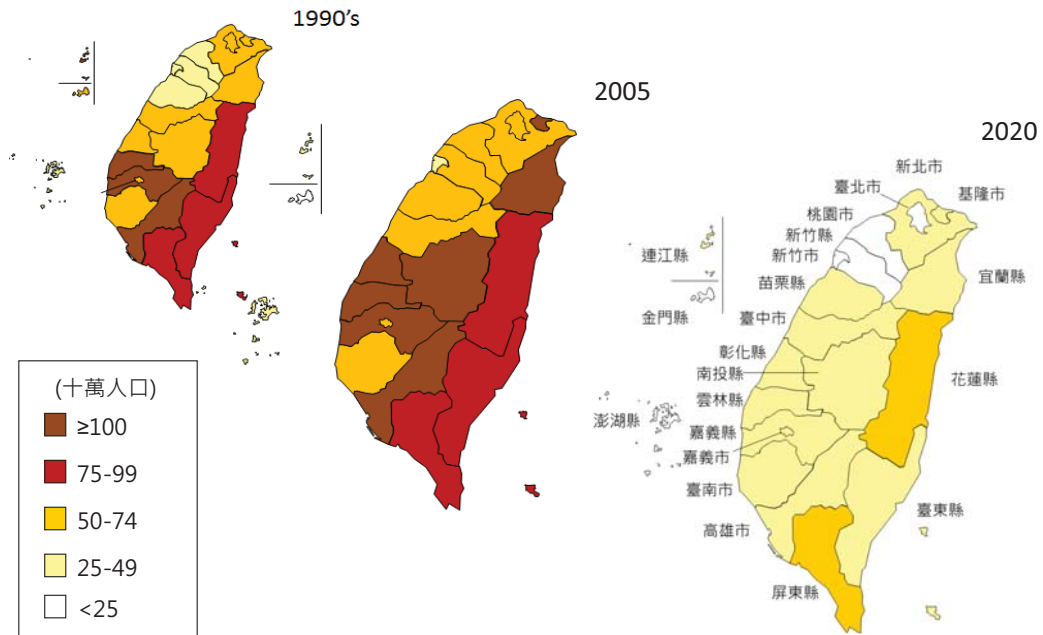 1990's
2005
2020
新北市
臺北市
基隆市
桃園市
新竹縣
新竹市
連江縣
苗栗縣
宜蘭縣
金門縣
臺中市
彰化縣
南投縣
花蓮縣
雲林縣
澎湖縣
嘉義縣
嘉義市
臺南市
臺東縣
高雄市
屏東縣
(十萬人口)
≥100
75-99
50-74
25-49
<25